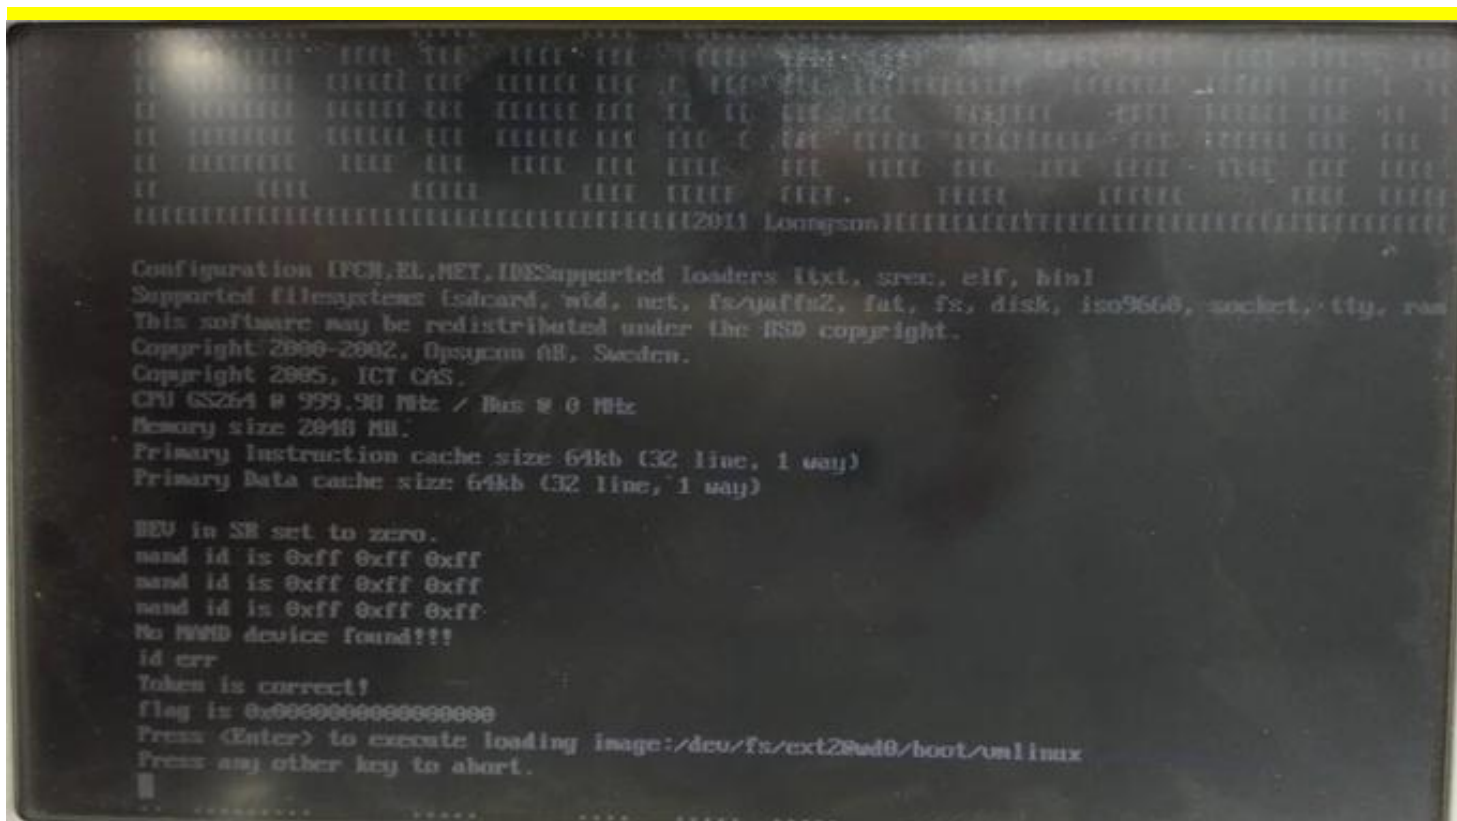 2011 Loongson
Configuration [FCR,EL,NET,IDESupported loaders [txt, srec, elf, bin]
Supported filesystems [sdcard, mtd, net, fs/yaffs2, fat, fs, disk, iso9660, socket, tty, ram
This software may be redistributed under the BSD copyright.
Copyright 2000-2002, Opsycon AB, Sweden.
Copyright 2005, ICT CAS.
CPU GS264 @ 999.98 MHz / Bus @ 0 MHz
Memory size 2048 MB.
Primary Instruction cache size 64kb (32 line, 1 way)
Primary Data cache size 64kb (32 line, 1 way)
BEV in SR set to zero.
nand id is 0xff 0xff 0xff
nand id is 0xff 0xff 0xff
nand id is 0xff 0xff 0xff
No NAND device found!!!
id err
Token is correct!
flag is 0x0000000000000000
Press <Enter> to execute loading image:/dev/fs/ext2@wd0/boot/vmlinux
Press any other key to abort.